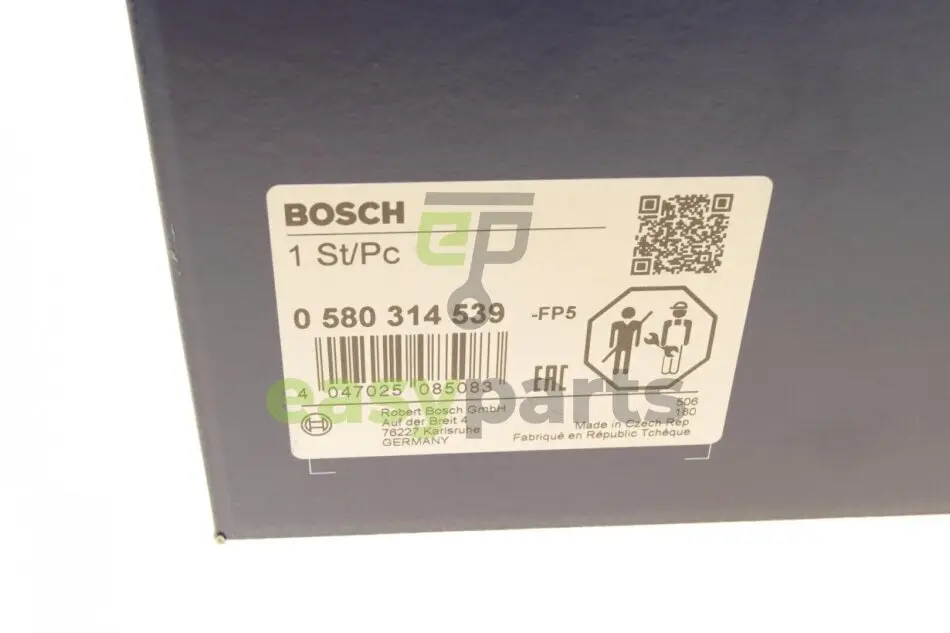 BOSCH
ep
1 St/Pc
0 580 314 539 -FP5
4 047025 085083
EAC
easyparts
506
180
Robert Bosch GmbH
Auf der Breit 4
76227 Karlsruhe
GERMANY
Made in Czech Rep.
Fabriqué en République Tchèque